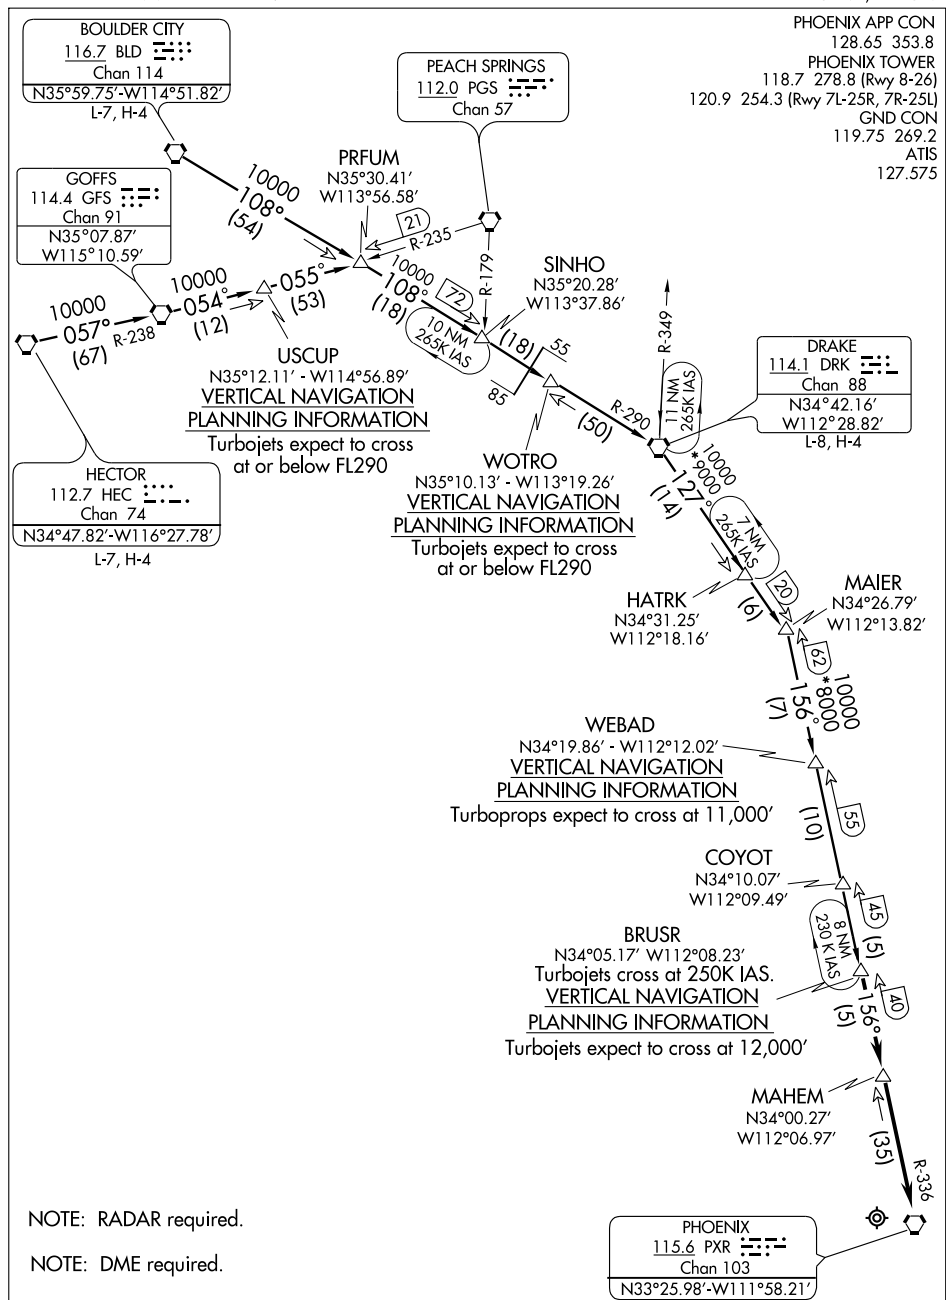 BOULDER CITY
116.7 BLD
Chan 114
N35°59.75′-W114°51.82′
L-7, H-4
PEACH SPRINGS
112.0 PGS
Chan 57
PHOENIX APP CON
128.65 353.8
PHOENIX TOWER
118.7 278.8 (Rwy 8-26)
120.9 254.3 (Rwy 7L-25R, 7R-25L)
GND CON
119.75 269.2
ATIS
127.575
GOFFS
114.4 GFS
Chan 91
N35°07.87′
W115°10.59′
10000
108°
(54)
PRFUM
N35°30.41′
W113°56.58′
21
R-235
R-179
10000
057°
(67)
R-238
10000
054°
(12)
055°
(53)
10000
108°
(18)
72
10 NM
265K IAS
SINHO
N35°20.28′
W113°37.86′
(18)
55
85
R-290
(50)
R-349
11 NM
265K IAS
DRAKE
114.1 DRK
Chan 88
N34°42.16′
W112°28.82′
L-8, H-4
USCUP
N35°12.11′ - W114°56.89′
VERTICAL NAVIGATION
PLANNING INFORMATION
Turbojets expect to cross
at or below FL290
WOTRO
N35°10.13′ - W113°19.26′
VERTICAL NAVIGATION
PLANNING INFORMATION
Turbojets expect to cross
at or below FL290
HECTOR
112.7 HEC
Chan 74
N34°47.82′-W116°27.78′
L-7, H-4
10000
*9000
127°
(14)
7 NM
265K IAS
HATRK
N34°31.25′
W112°18.16′
(6)
20
MAIER
N34°26.79′
W112°13.82′
62
10000
*8000
156°
(7)
WEBAD
N34°19.86′ - W112°12.02′
VERTICAL NAVIGATION
PLANNING INFORMATION
Turboprops expect to cross at 11,000′
55
(10)
COYOT
N34°10.07′
W112°09.49′
45
(5)
8 NM
230 K IAS
BRUSR
N34°05.17′ W112°08.23′
Turbojets cross at 250K IAS.
VERTICAL NAVIGATION
PLANNING INFORMATION
Turbojets expect to cross at 12,000′
40
156°
(5)
MAHEM
N34°00.27′
W112°06.97′
(35)
R-336
PHOENIX
115.6 PXR
Chan 103
N33°25.98′-W111°58.21′
NOTE: RADAR required.
NOTE: DME required.